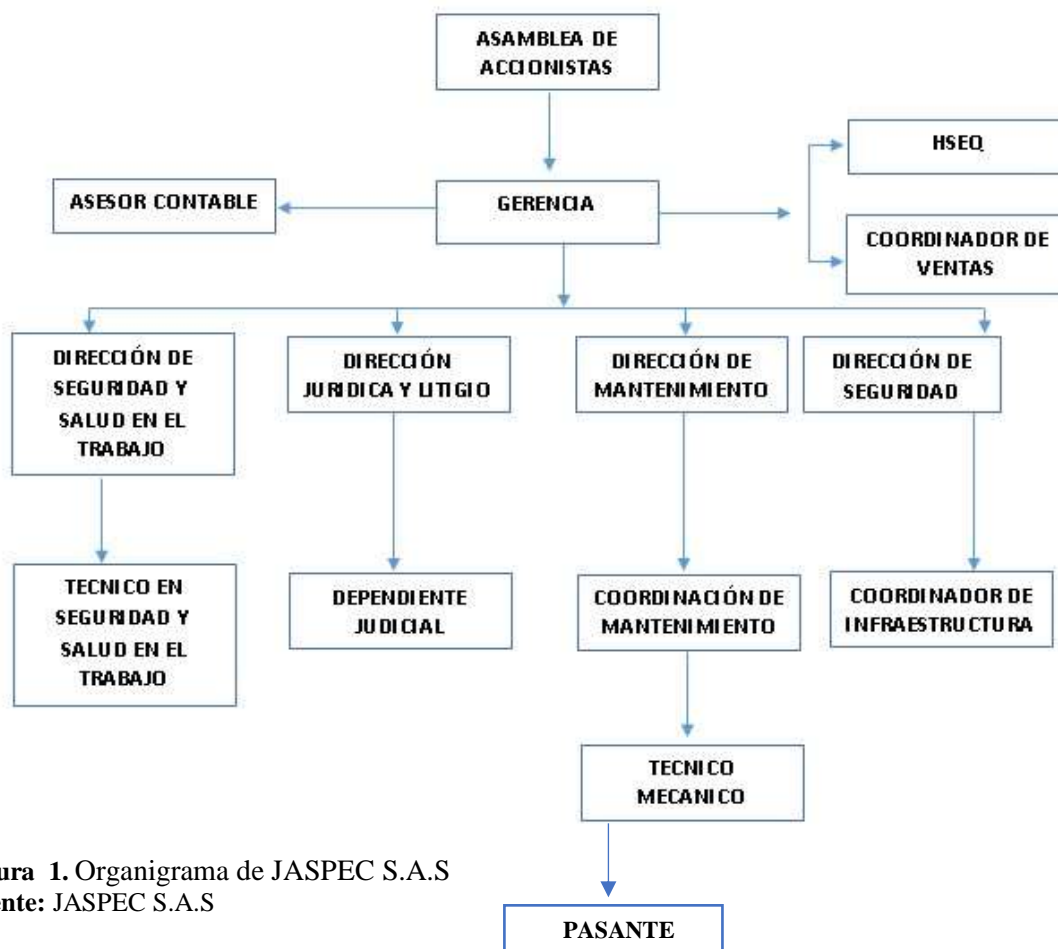 ASAMBLEA DE
ACCIONISTAS
HSEQ
ASESOR CONTABLE
GERENCIA
COORDINADOR DE
VENTAS
DIRECCIÓN DE
SEGURIDAD Y
SALUD EN EL
TRABAJO
DIRECCIÓN
JURIDICA Y LITIGIO
DIRECCIÓN DE
MANTENIMIENTO
DIRECCIÓN DE
SEGURIDAD
TECNICO EN
SEGURIDAD Y
SALUD EN EL
TRABAJO
DEPENDIENTE
JUDICIAL
COORDINACIÓN DE
MANTENIMIENTO
COORDINADOR DE
INFRAESTRUCTURA
TECNICO
MECANICO
ura 1. Organigrama de JASPEC S.A.S
ente: JASPEC S.A.S
PASANTE